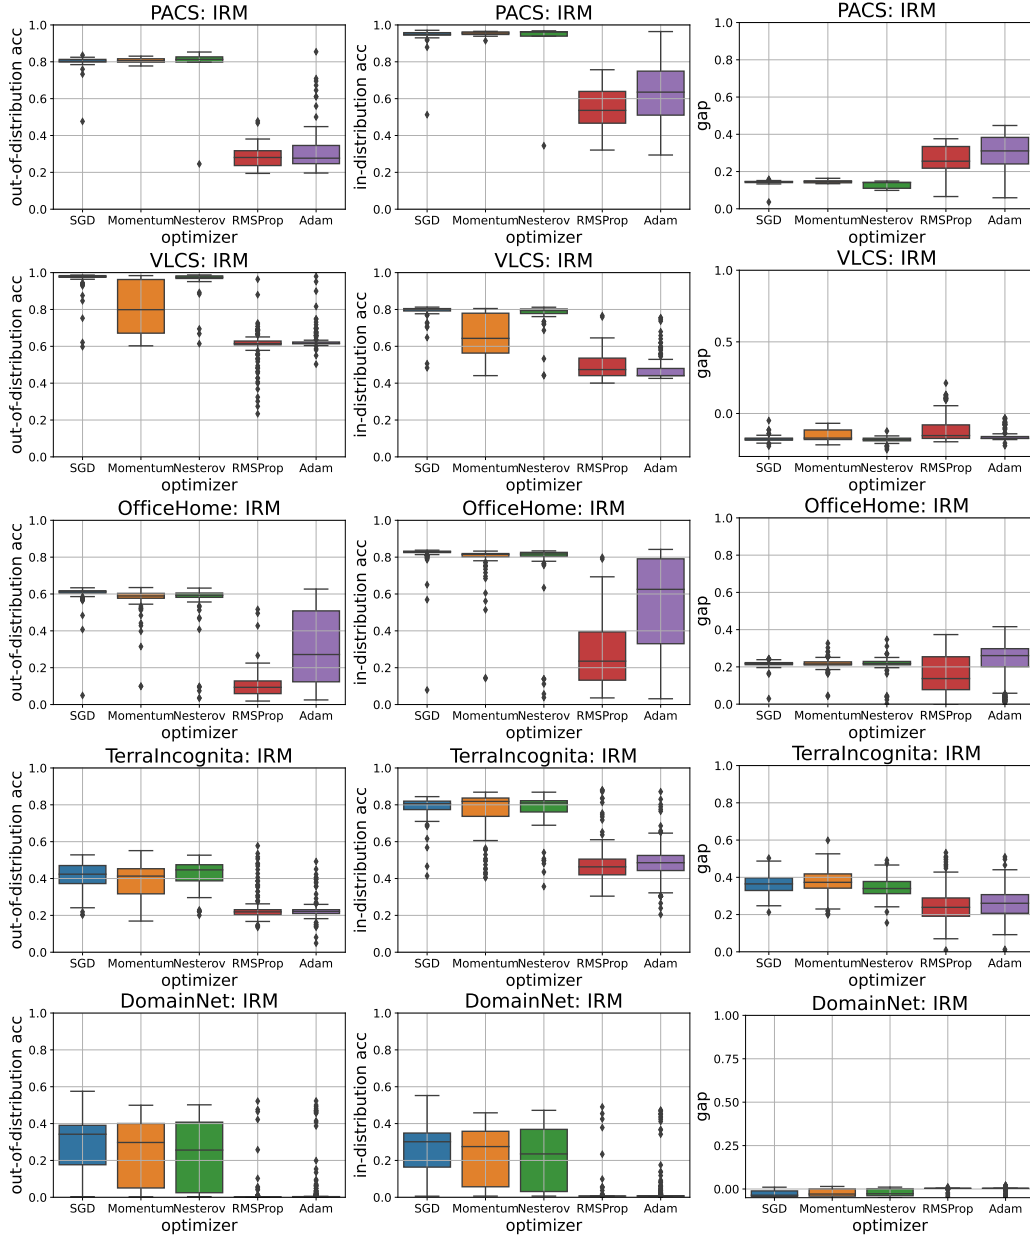 PACS: IRM
out-of-distribution acc
1.0
0.8
0.6
0.4
0.2
0.0
SGD Momentum Nesterov RMSProp Adam
optimizer
PACS: IRM
in-distribution acc
1.0
0.8
0.6
0.4
0.2
0.0
SGD Momentum Nesterov RMSProp Adam
optimizer
PACS: IRM
gap
1.0
0.8
0.6
0.4
0.2
0.0
SGD Momentum Nesterov RMSProp Adam
optimizer
VLCS: IRM
out-of-distribution acc
1.0
0.8
0.6
0.4
0.2
0.0
SGD Momentum Nesterov RMSProp Adam
optimizer
VLCS: IRM
in-distribution acc
1.0
0.8
0.6
0.4
0.2
0.0
SGD Momentum Nesterov RMSProp Adam
optimizer
VLCS: IRM
gap
1.0
0.5
0.0
SGD Momentum Nesterov RMSProp Adam
optimizer
OfficeHome: IRM
out-of-distribution acc
1.0
0.8
0.6
0.4
0.2
0.0
SGD Momentum Nesterov RMSProp Adam
optimizer
OfficeHome: IRM
in-distribution acc
1.0
0.8
0.6
0.4
0.2
0.0
SGD Momentum Nesterov RMSProp Adam
optimizer
OfficeHome: IRM
gap
1.0
0.8
0.6
0.4
0.2
0.0
SGD Momentum Nesterov RMSProp Adam
optimizer
TerraIncognita: IRM
out-of-distribution acc
1.0
0.8
0.6
0.4
0.2
0.0
SGD Momentum Nesterov RMSProp Adam
optimizer
TerraIncognita: IRM
in-distribution acc
1.0
0.8
0.6
0.4
0.2
0.0
SGD Momentum Nesterov RMSProp Adam
optimizer
TerraIncognita: IRM
gap
1.0
0.8
0.6
0.4
0.2
0.0
SGD Momentum Nesterov RMSProp Adam
optimizer
DomainNet: IRM
out-of-distribution acc
1.0
0.8
0.6
0.4
0.2
0.0
SGD Momentum Nesterov RMSProp Adam
optimizer
DomainNet: IRM
in-distribution acc
1.0
0.8
0.6
0.4
0.2
0.0
SGD Momentum Nesterov RMSProp Adam
optimizer
DomainNet: IRM
gap
1.00
0.75
0.50
0.25
0.00
SGD Momentum Nesterov RMSProp Adam
optimizer